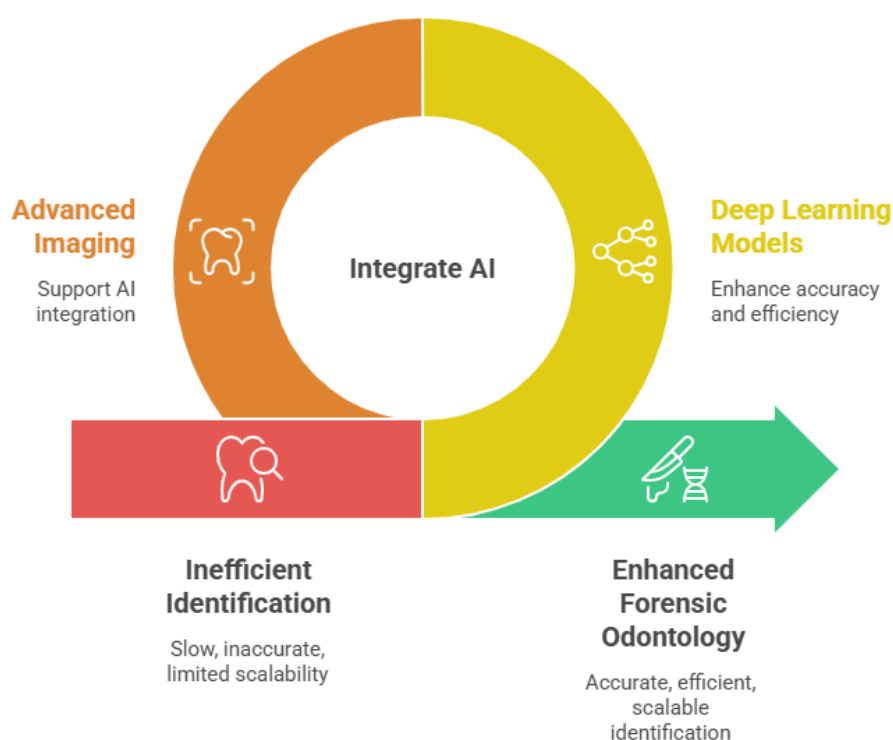 Advanced
Imaging
Support AI
integration
Integrate AI
Deep Learning
Models
Enhance accuracy
and efficiency
Inefficient
Identification
Slow, inaccurate,
limited scalability
Enhanced
Forensic
Odontology
Accurate, efficient,
scalable
identification